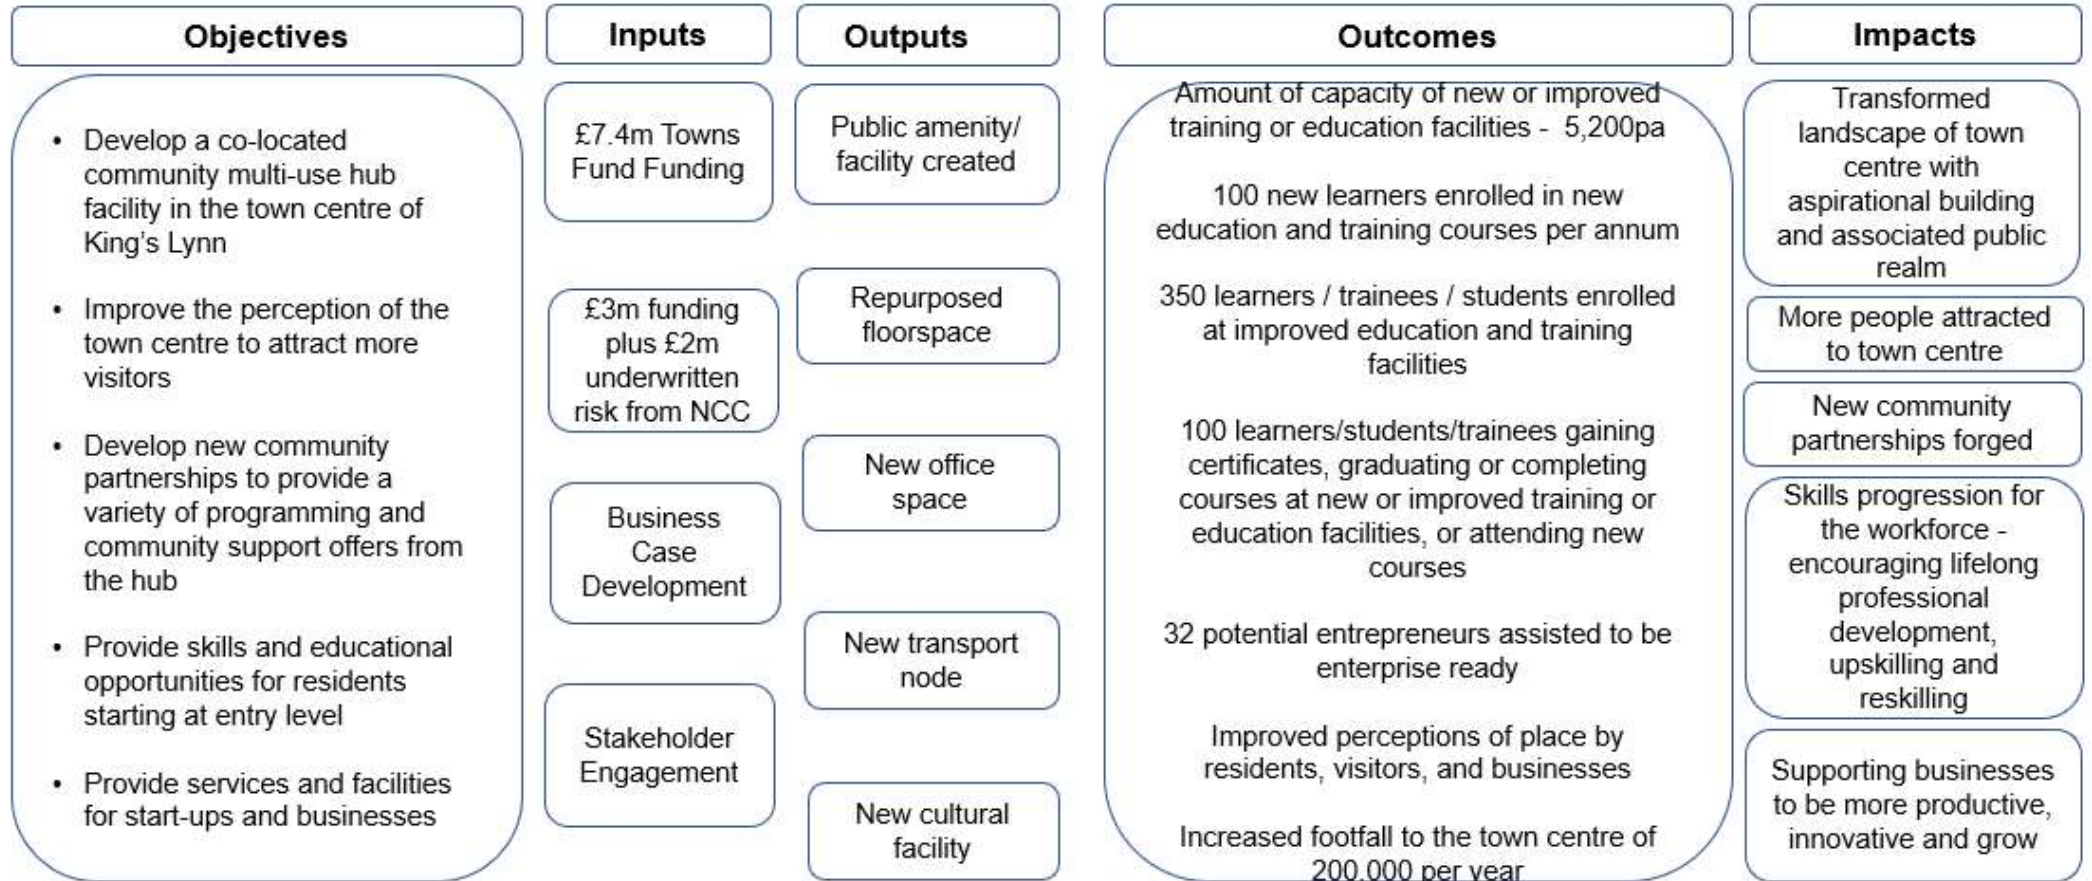 Objectives
• Develop a co-located
community multi-use hub
facility in the town centre of
King's Lynn
• Improve the perception of the
town centre to attract more
visitors
• Develop new community
partnerships to provide a
variety of programming and
community support offers from
the hub
• Provide skills and educational
opportunities for residents
starting at entry level
• Provide services and facilities
for start-ups and businesses
Inputs
£7.4m Towns
Fund Funding
£3m funding
plus £2m
underwritten
risk from NCC
Business
Case
Development
Stakeholder
Engagement
Outputs
Public amenity/
facility created
Repurposed
floorspace
New office
space
New transport
node
New cultural
facility
Outcomes
Amount of capacity of new or improved
training or education facilities - 5,200pa
100 new learners enrolled in new
education and training courses per annum
350 learners / trainees / students enrolled
at improved education and training
facilities
100 learners/students/trainees gaining
certificates, graduating or completing
courses at new or improved training or
education facilities, or attending new
courses
32 potential entrepreneurs assisted to be
enterprise ready
Improved perceptions of place by
residents, visitors, and businesses
Increased footfall to the town centre of
200,000 per year
Impacts
Transformed
landscape of town
centre with
aspirational building
and associated public
realm
More people attracted
to town centre
New community
partnerships forged
Skills progression for
the workforce -
encouraging lifelong
professional
development,
upskilling and
reskilling
Supporting businesses
to be more productive,
innovative and grow